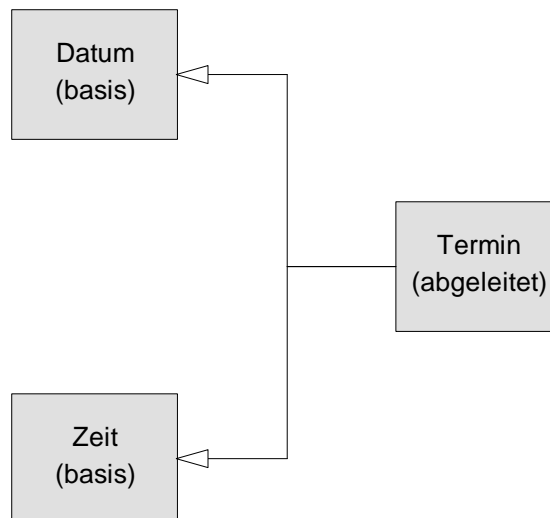 Datum
(basis)
Termin
(abgeleitet)
Zeit
(basis)